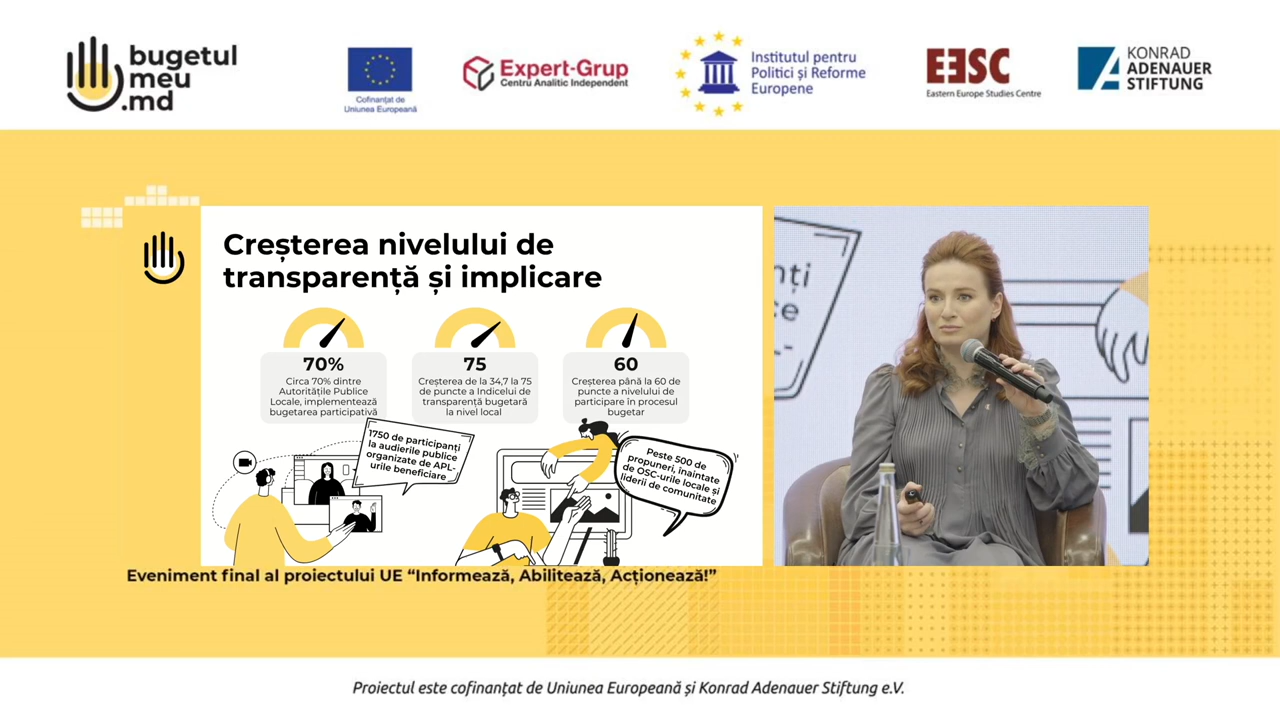 bugetul
meu
.md
Cofinanțat de
Uniunea Europeană
Expert-Grup
Centru Analitic Independent
Institutul pentru
Politici și Reforme
Europene
EESC
Eastern Europe Studies Centre
KONRAD
ADENAUER
STIFTUNG
Creșterea nivelului de
transparență și implicare
70%
Circa 70% dintre
Autoritățile Publice
Locale, implementează
bugetarea participativă
75
Creșterea de la 34,7 la 75
de puncte a Indicelui de
transparență bugetară
la nivel local
60
Creșterea până la 60 de
puncte a nivelului de
participare în procesul
bugetar
1750 de participanți
la audierile publice
organizate de APL-
urile beneficiare
Peste 500 de
propuneri, înaintate
de OSC-urile locale și
liderii de comunitate
nți
ce
L-
Eveniment final al proiectului UE “Informează, Abilitează, Acționează!”
Proiectul este cofinanțat de Uniunea Europeană și Konrad Adenauer Stiftung e.V.